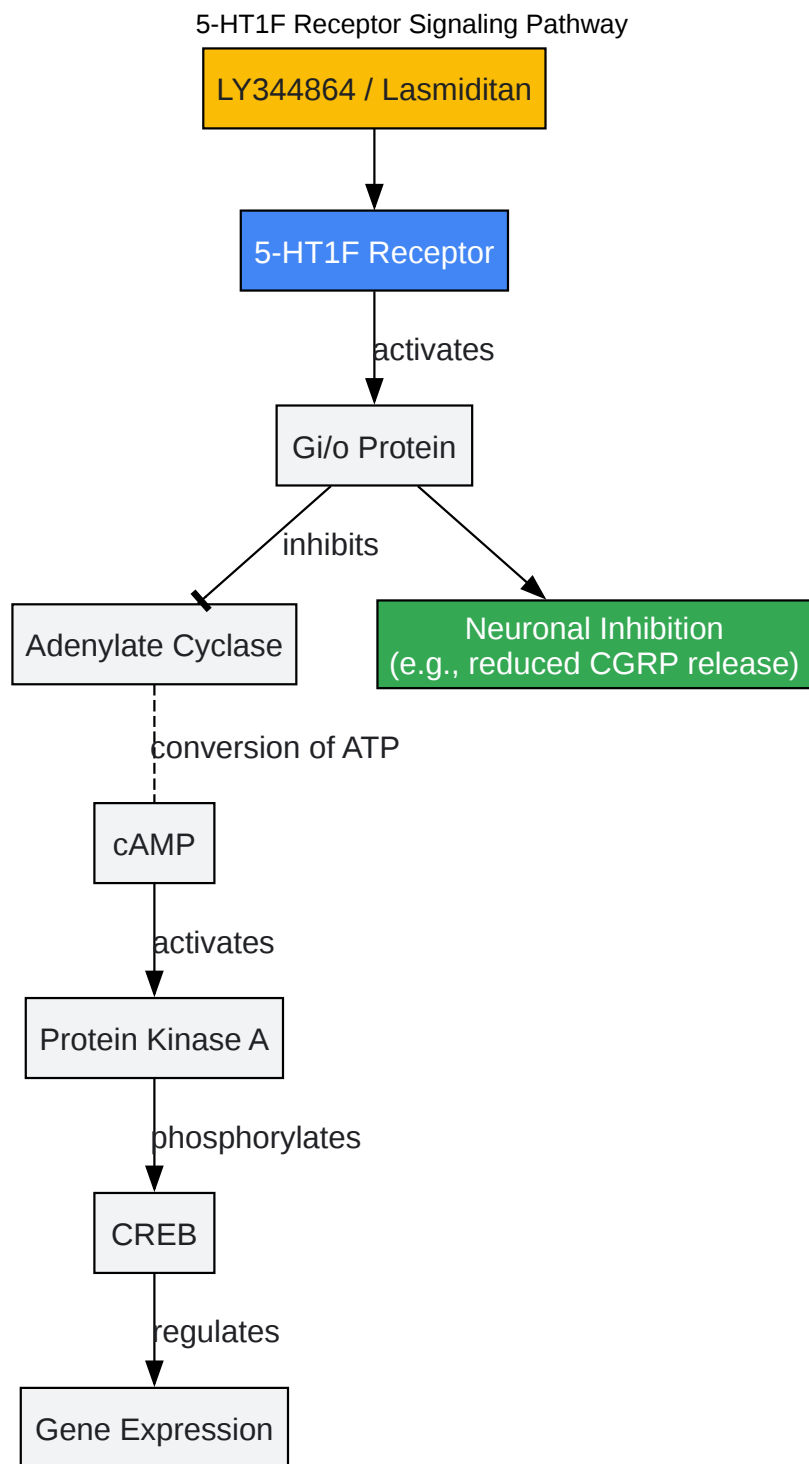 5-HT1F Receptor Signaling Pathway
LY344864 / Lasmiditan
5-HT1F Receptor
activates
Gi/o Protein
inhibits
Adenylate Cyclase
Neuronal Inhibition
(e.g., reduced CGRP release)
conversion of ATP
cAMP
activates
Protein Kinase A
phosphorylates
CREB
regulates
Gene Expression